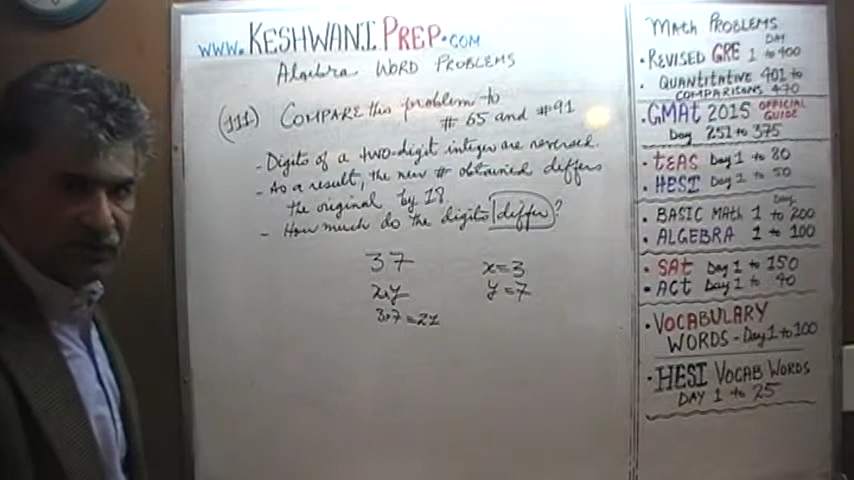 www.KESHWANIPREP.COM
Algebra WORD PROBLEMS
(111) COMPARE this problem to
# 65 and #91
- Digits of a two-digit integer are reversed.
- As a result, the new # obtained differs
the original by 18.
- How much do the digits differ?
37
x=3
x,y
y=7
3,7=21
MATH PROBLEMS
DAY
• REVISED GRE 1 to 400
• QUANTITATIVE 401 to
COMPARISONS 470
• GMAt 2015 OFFICIAL GUIDE
Day 251 to 375
• tEAS Day 1 to 80
• HESI Day 1 to 50
Day
• BASIC MAth 1 to 200
• ALGEBRA 1 to 100
• SAt Day 1 to 150
• ACt Day 1 to 40
• VOCABULARY
WORDS - Day 1 to 100
• HESI VOCAB WORDS
DAY 1 to 25